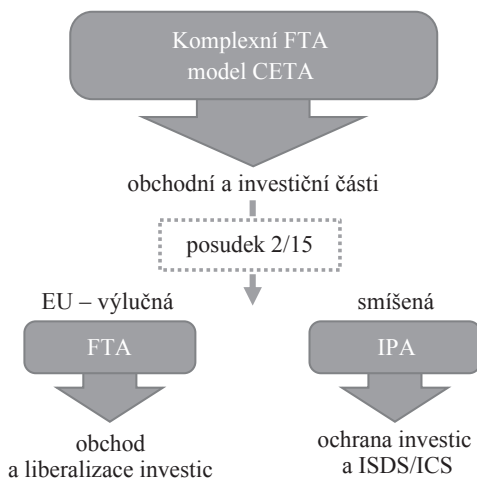 Komplexní FTA
model CETA
obchodní a investiční části
posudek 2/15
EU – výlučná
FTA
obchod
a liberalizace investic
smíšená
IPA
ochrana investic
a ISDS/ICS